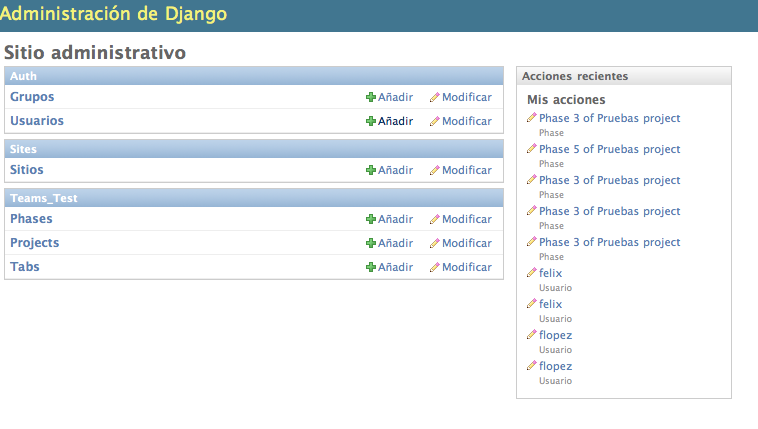 Administración de Django
Sitio administrativo
Auth
Grupos Añadir Modificar
Usuarios Añadir Modificar
Sites
Sitios Añadir Modificar
Teams_Test
Phases Añadir Modificar
Projects Añadir Modificar
Tabs Añadir Modificar
Acciones recientes
Mis acciones
Phase 3 of Pruebas project
Phase
Phase 5 of Pruebas project
Phase
Phase 3 of Pruebas project
Phase
Phase 3 of Pruebas project
Phase
Phase 3 of Pruebas project
Phase
felix
Usuario
felix
Usuario
flopez
Usuario
flopez
Usuario